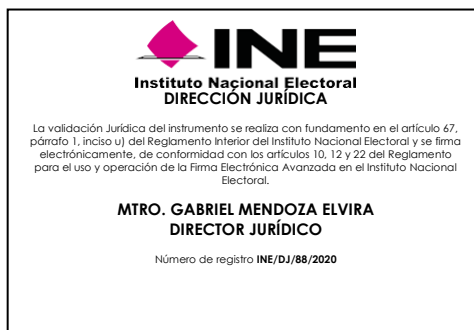 INE
Instituto Nacional Electoral
DIRECCIÓN JURÍDICA
La validación Jurídica del instrumento se realiza con fundamento en el artículo 67,
párrafo 1, inciso u) del Reglamento Interior del Instituto Nacional Electoral y se firma
electrónicamente, de conformidad con los artículos 10, 12 y 22 del Reglamento
para el uso y operación de la Firma Electrónica Avanzada en el Instituto Nacional
Electoral.
MTRO. GABRIEL MENDOZA ELVIRA
DIRECTOR JURÍDICO
Número de registro INE/DJ/88/2020